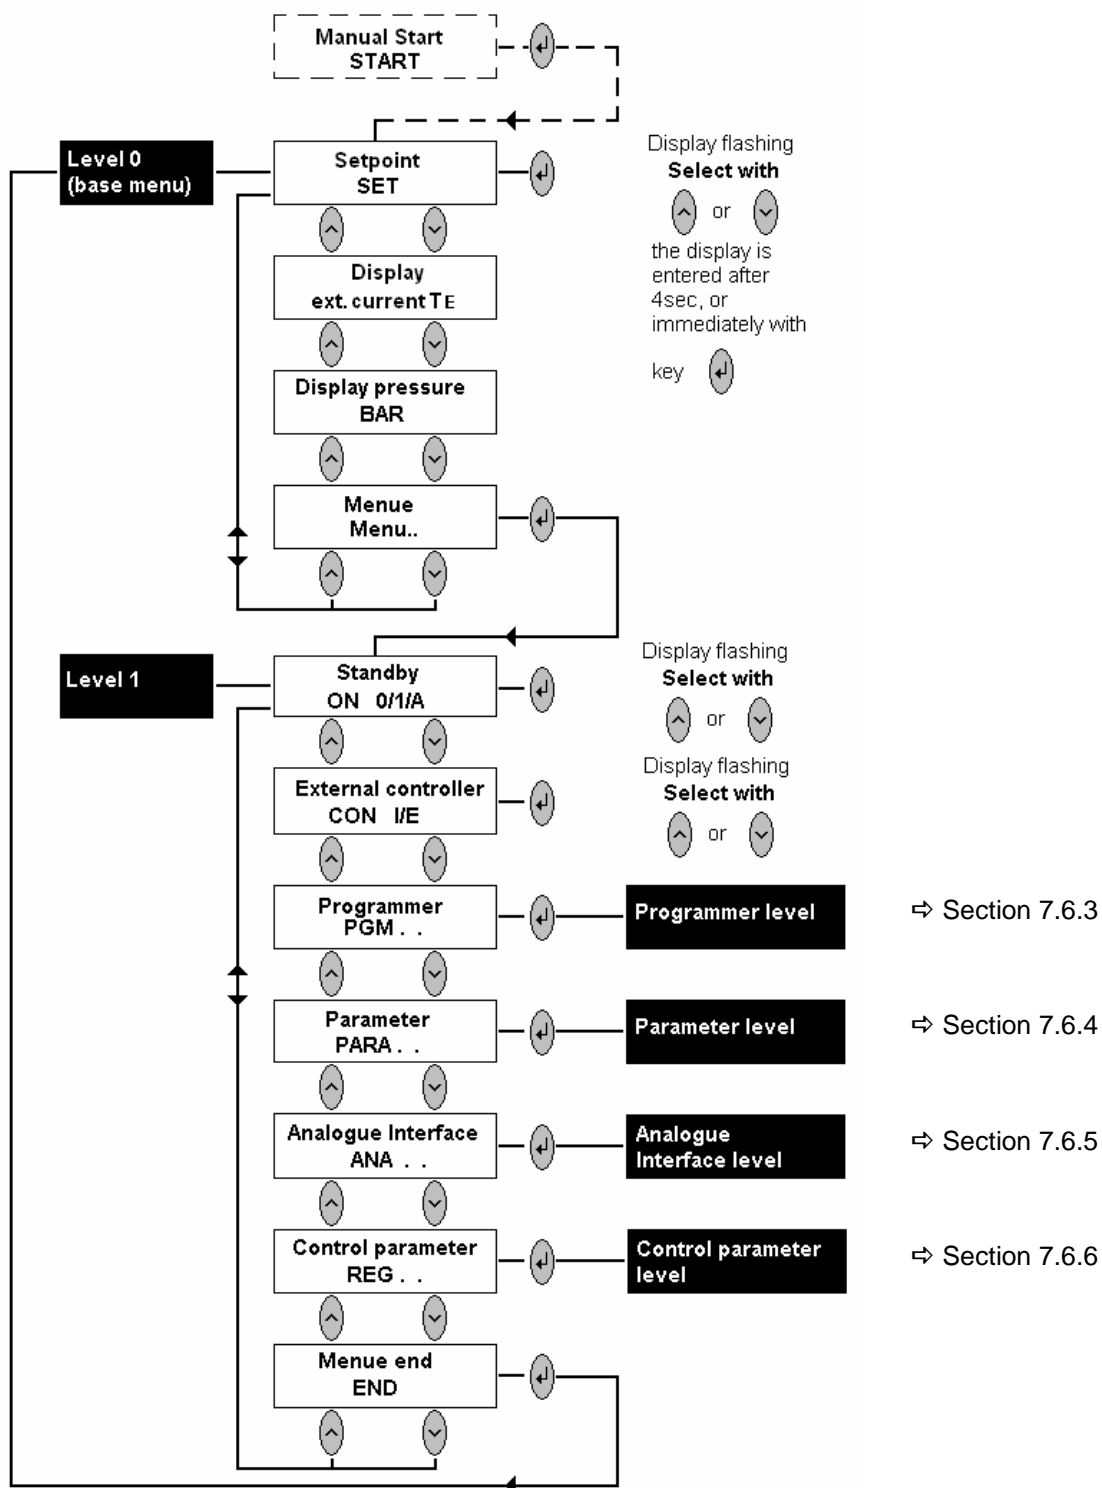 Manual Start
START
Level 0
(base menu)
Setpoint
SET
Display flashing
Select with
or
the display is
entered after
4sec, or
immediately with
key
Display
ext. current TE
Display pressure
BAR
Menue
Menu..
Level 1
Standby
ON 0/1/A
Display flashing
Select with
or
External controller
CON I/E
Display flashing
Select with
or
Programmer
PGM . .
Programmer level
⇨ Section 7.6.3
Parameter
PARA . .
Parameter level
⇨ Section 7.6.4
Analogue Interface
ANA . .
Analogue
Interface level
⇨ Section 7.6.5
Control parameter
REG . .
Control parameter
level
⇨ Section 7.6.6
Menue end
END